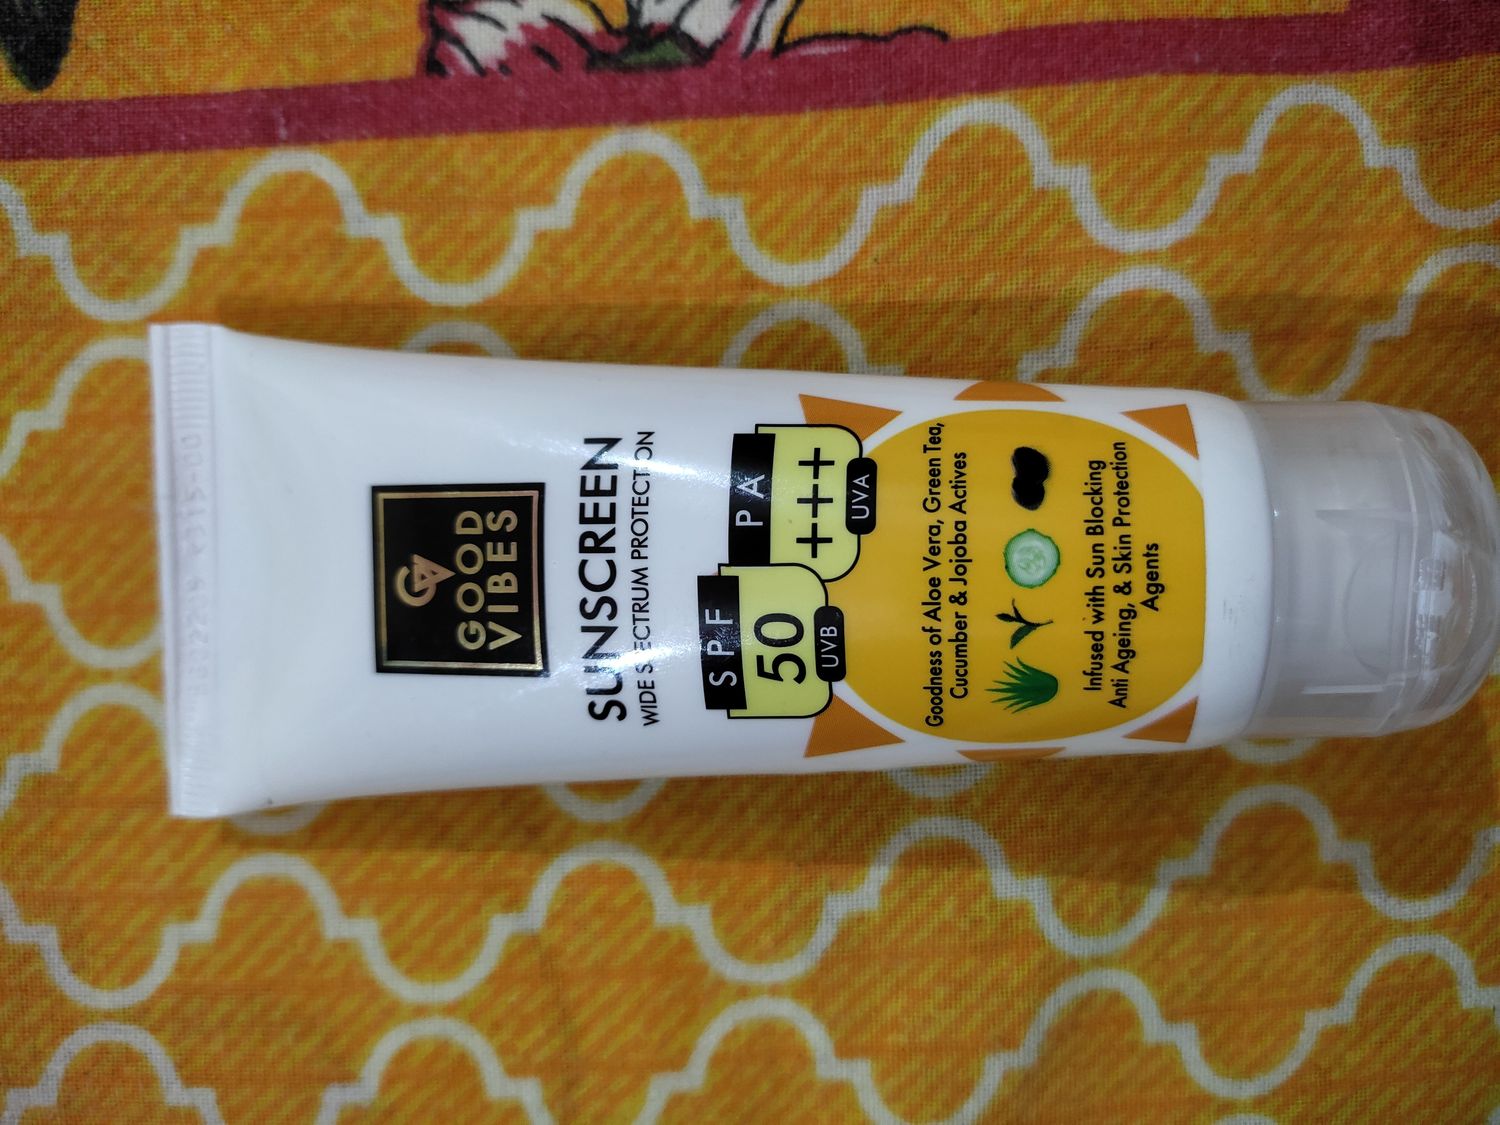 GV
GOOD
VIBES
SUNSCREEN
WIDE SPECTRUM PROTECTION
SPF
50
UVB
PA
+++
UVA
Goodness of Aloe Vera, Green Tea,
Cucumber & Jojoba Actives
Infused with Sun Blocking
Anti Ageing, & Skin Protection
Agents